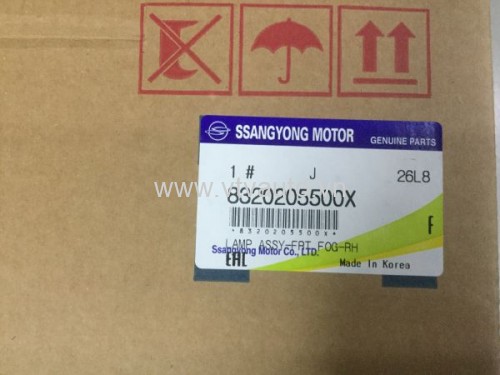 SSANGYONG MOTOR GENUINE PARTS
1 # J 26L8
8320205500X
*8320205500X*
F
LAMP ASSY-FRT FOG-RH
Ssangyong Motor Co., LTD.
EAC Made In Korea